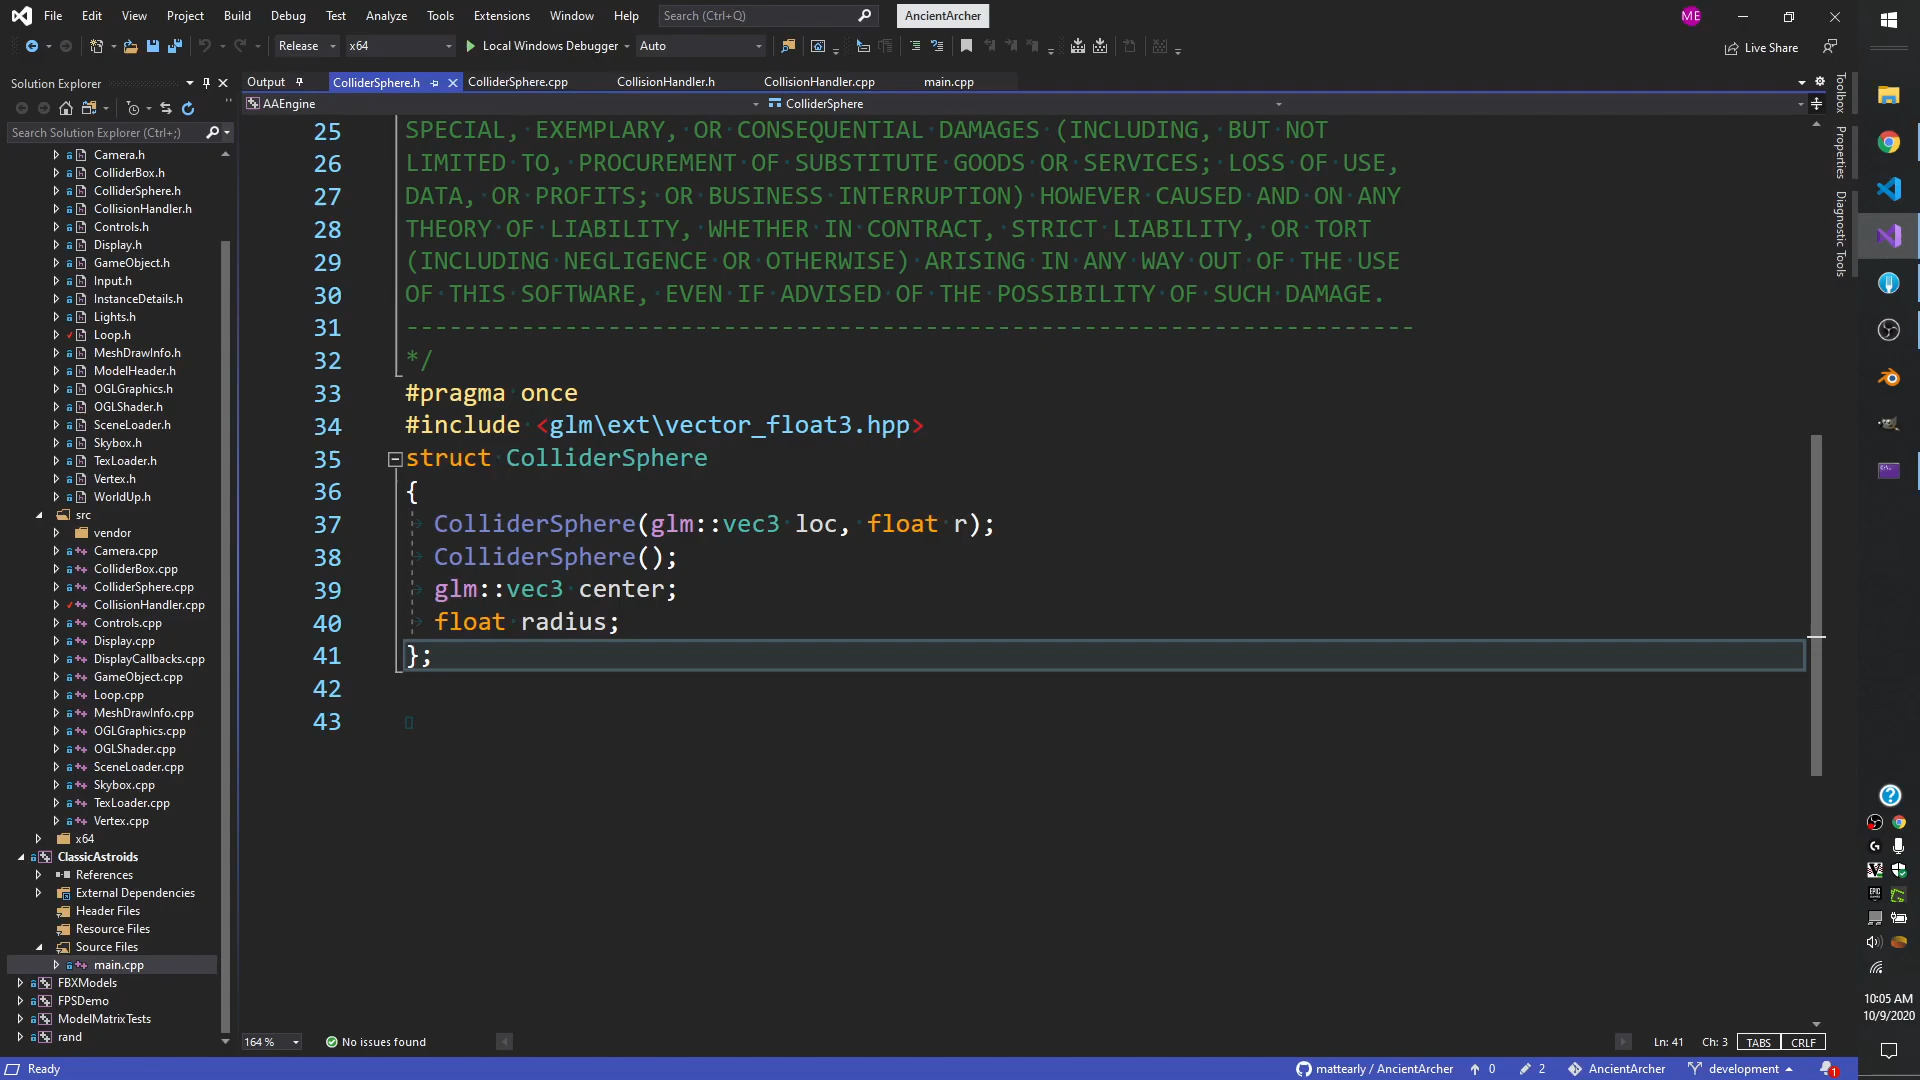 File Edit View Project Build Debug Test Analyze Tools Extensions Window Help Search (Ctrl+Q) AncientArcher ME
Release x64 Local Windows Debugger Auto Live Share
Solution Explorer
Search Solution Explorer (Ctrl+;)
Camera.h
ColliderBox.h
ColliderSphere.h
CollisionHandler.h
Controls.h
Display.h
GameObject.h
Input.h
InstanceDetails.h
Lights.h
Loop.h
MeshDrawInfo.h
ModelHeader.h
OGLGraphics.h
OGLShader.h
SceneLoader.h
Skybox.h
TexLoader.h
Vertex.h
WorldUp.h
src
vendor
Camera.cpp
ColliderBox.cpp
ColliderSphere.cpp
CollisionHandler.cpp
Controls.cpp
Display.cpp
DisplayCallbacks.cpp
GameObject.cpp
Loop.cpp
MeshDrawInfo.cpp
OGLGraphics.cpp
OGLShader.cpp
SceneLoader.cpp
Skybox.cpp
TexLoader.cpp
Vertex.cpp
x64
ClassicAstroids
References
External Dependencies
Header Files
Resource Files
Source Files
main.cpp
FBXModels
FPSDemo
ModelMatrixTests
rand
Output ColliderSphere.h ColliderSphere.cpp CollisionHandler.h CollisionHandler.cpp main.cpp
AAEngine ColliderSphere
25 SPECIAL, EXEMPLARY, OR CONSEQUENTIAL DAMAGES (INCLUDING, BUT NOT
26 LIMITED TO, PROCUREMENT OF SUBSTITUTE GOODS OR SERVICES; LOSS OF USE,
27 DATA, OR PROFITS; OR BUSINESS INTERRUPTION) HOWEVER CAUSED AND ON ANY
28 THEORY OF LIABILITY, WHETHER IN CONTRACT, STRICT LIABILITY, OR TORT
29 (INCLUDING NEGLIGENCE OR OTHERWISE) ARISING IN ANY WAY OUT OF THE USE
30 OF THIS SOFTWARE, EVEN IF ADVISED OF THE POSSIBILITY OF SUCH DAMAGE.
31 ----------------------------------------------------------------------
32 */
33 #pragma once
34 #include <glm\ext\vector_float3.hpp>
35 struct ColliderSphere
36 {
37 ColliderSphere(glm::vec3 loc, float r);
38 ColliderSphere();
39 glm::vec3 center;
40 float radius;
41 };
42
43
Toolbox
Properties
Diagnostic Tools
164 % No issues found Ln: 41 Ch: 3 TABS CRLF
Ready mattearly / AncientArcher 0 2 AncientArcher development 1
EPIC
10:05 AM
10/9/2020